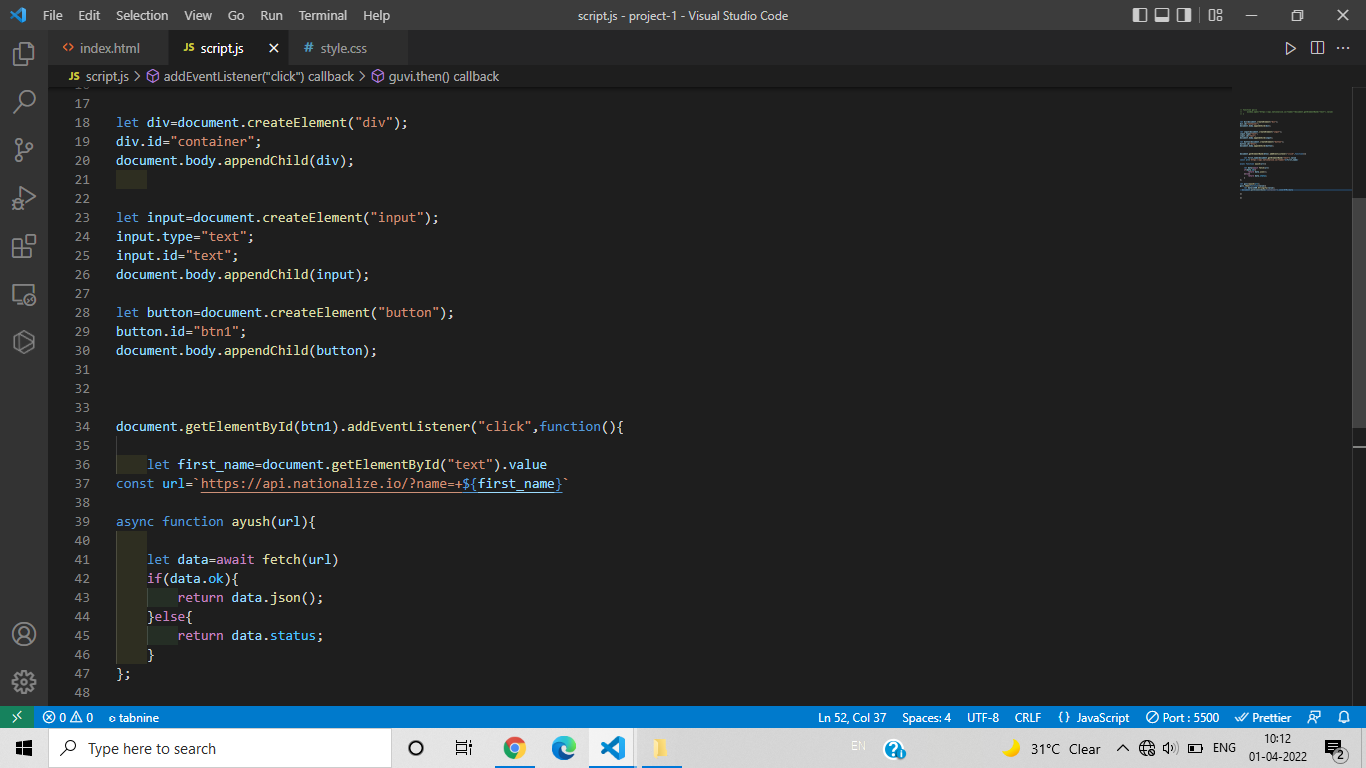 File Edit Selection View Go Run Terminal Help script.js - project-1 - Visual Studio Code
index.html JS script.js # style.css
JS script.js > addEventListener("click") callback > guvi.then() callback
17
18 let div=document.createElement("div");
19 div.id="container";
20 document.body.appendChild(div);
21
22
23 let input=document.createElement("input");
24 input.type="text";
25 input.id="text";
26 document.body.appendChild(input);
27
28 let button=document.createElement("button");
29 button.id="btn1";
30 document.body.appendChild(button);
31
32
33
34 document.getElementById(btn1).addEventListener("click",function(){
35
36 let first_name=document.getElementById("text").value
37 const url=`https://api.nationalize.io/?name=+${first_name}`
38
39 async function ayush(url){
40
41 let data=await fetch(url)
42 if(data.ok){
43 return data.json();
44 }else{
45 return data.status;
46 }
47 };
48
0 0 tabnine Ln 52, Col 37 Spaces: 4 UTF-8 CRLF {} JavaScript Port : 5500 Prettier
Type here to search EN 31°C Clear ENG 10:12
01-04-2022 2